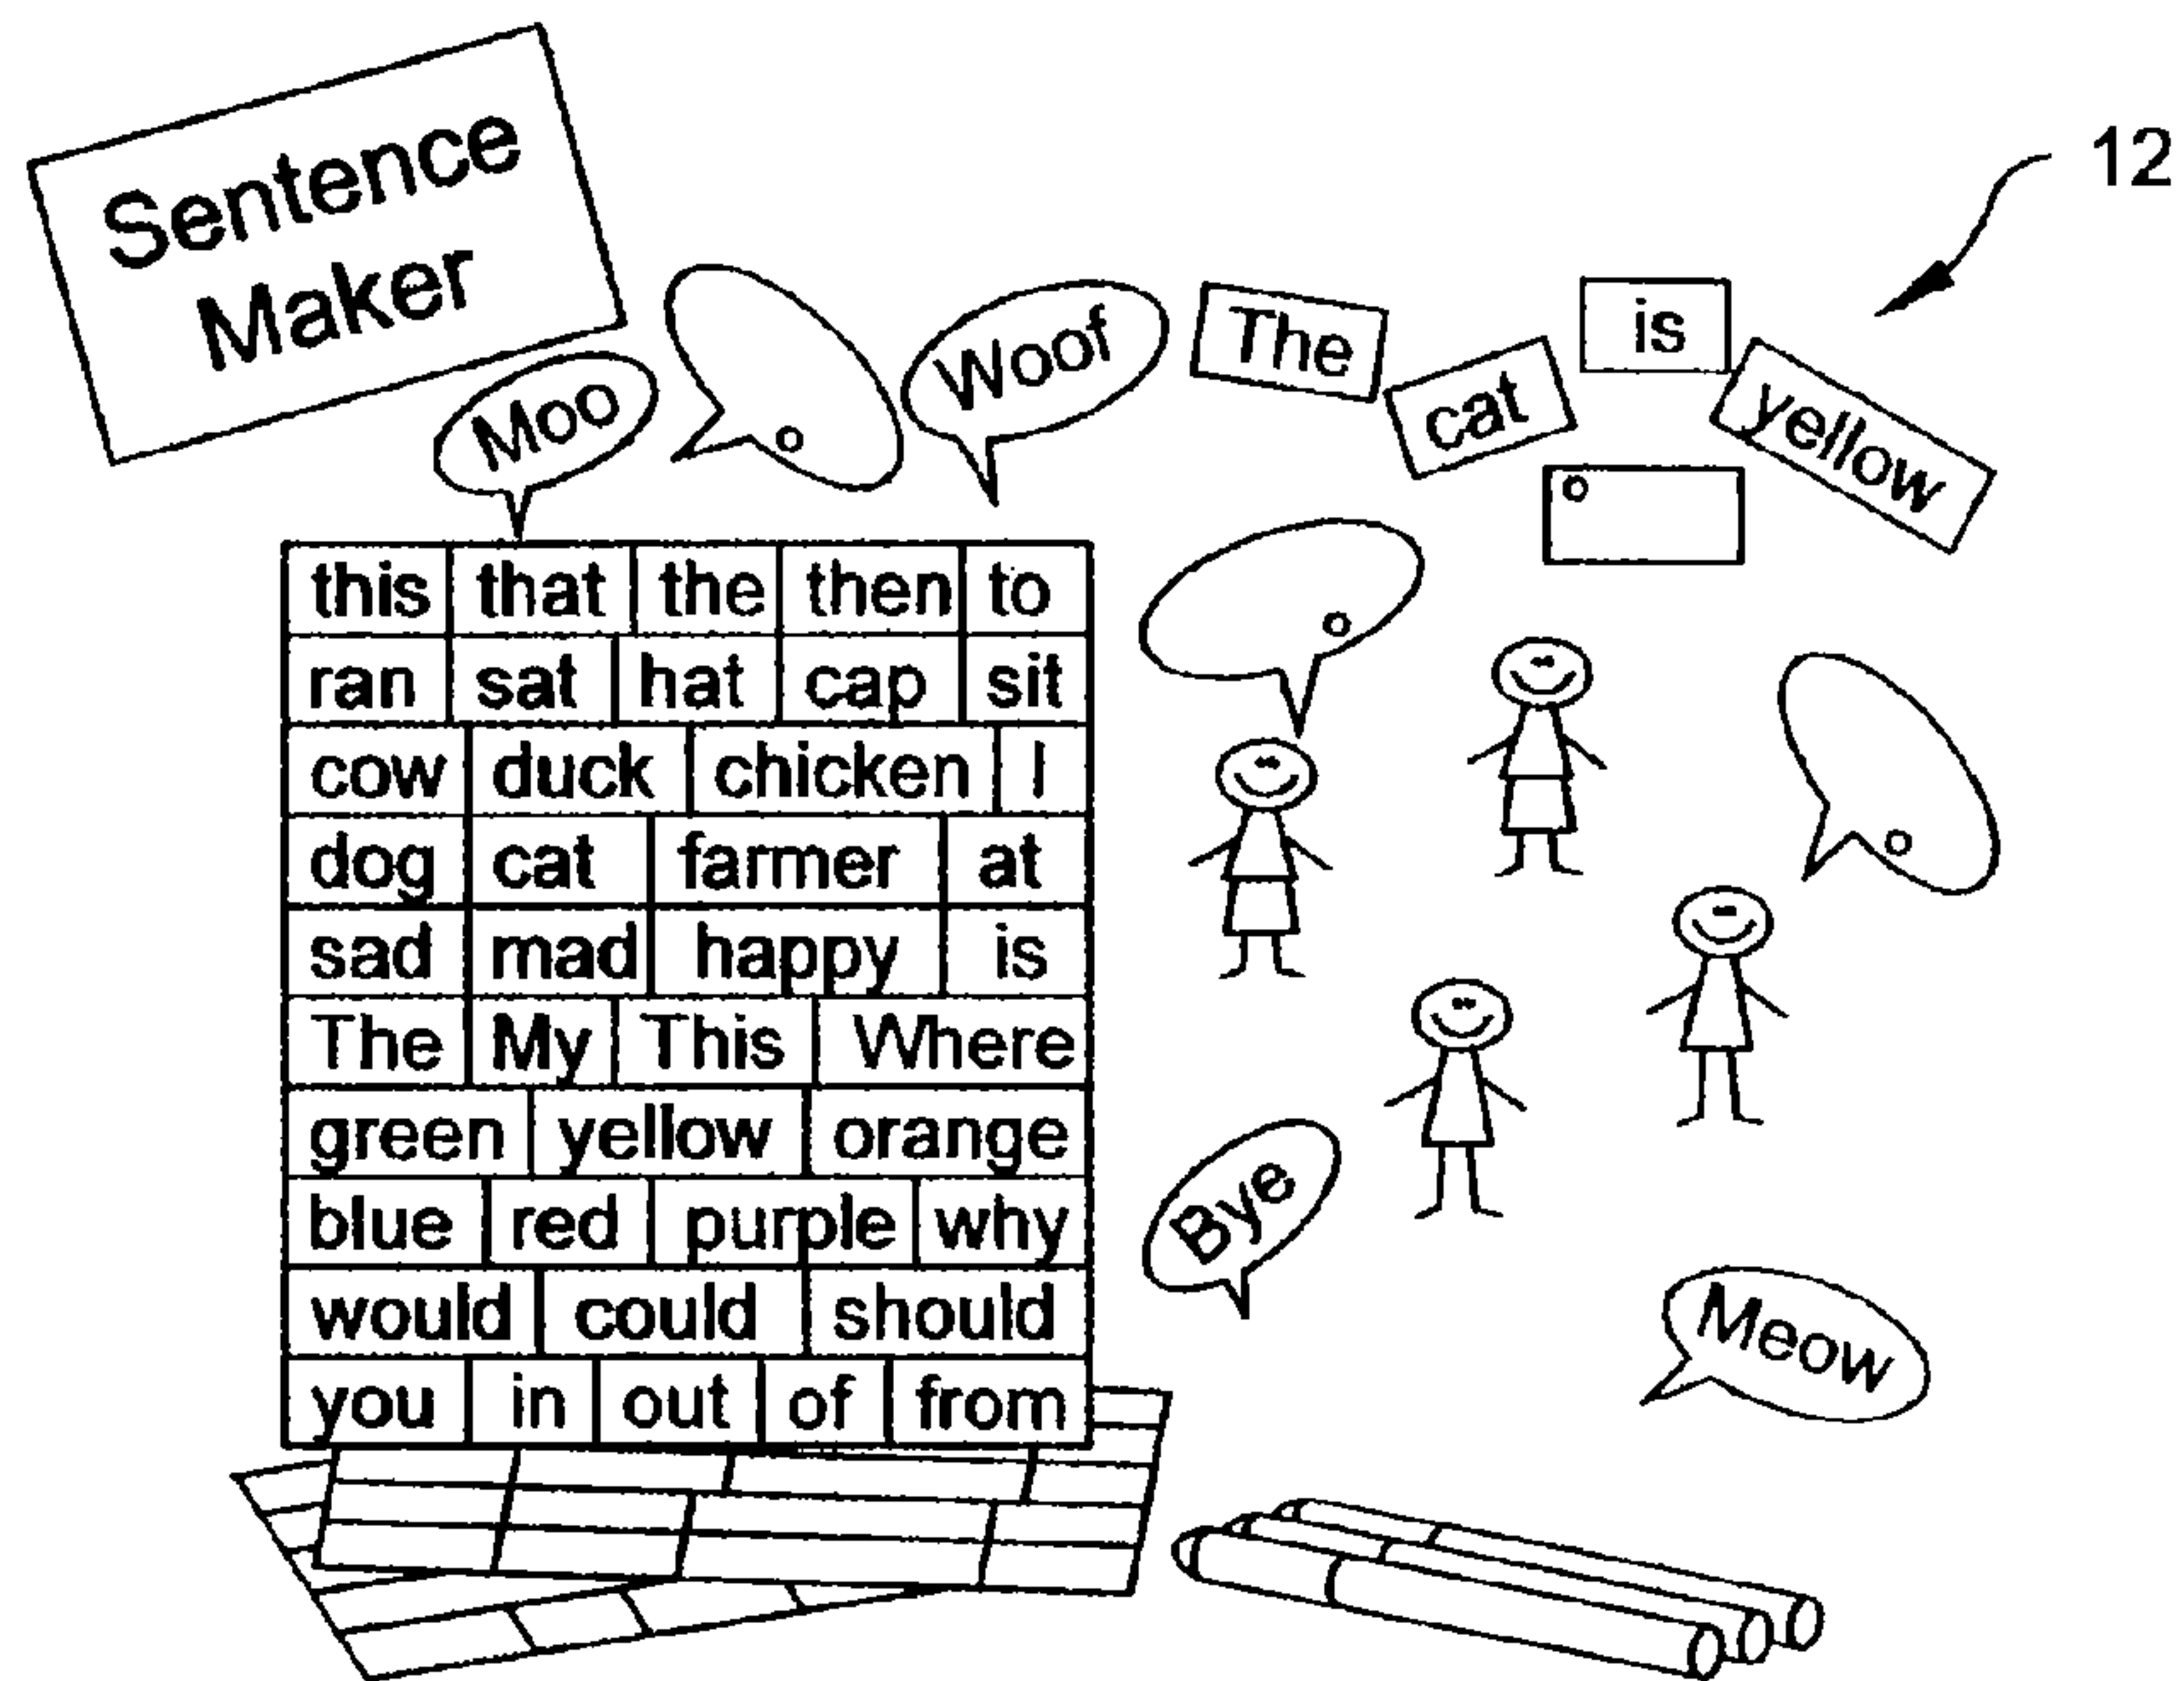 Sentence
Maker
12
Moo
Woof
The
cat
is
yellow
this that the then to
ran sat hat cap sit
cow duck chicken I
dog cat farmer at
sad mad happy is
The My This Where
green yellow orange
blue red purple why
would could should
you in out of from
Bye
Meow